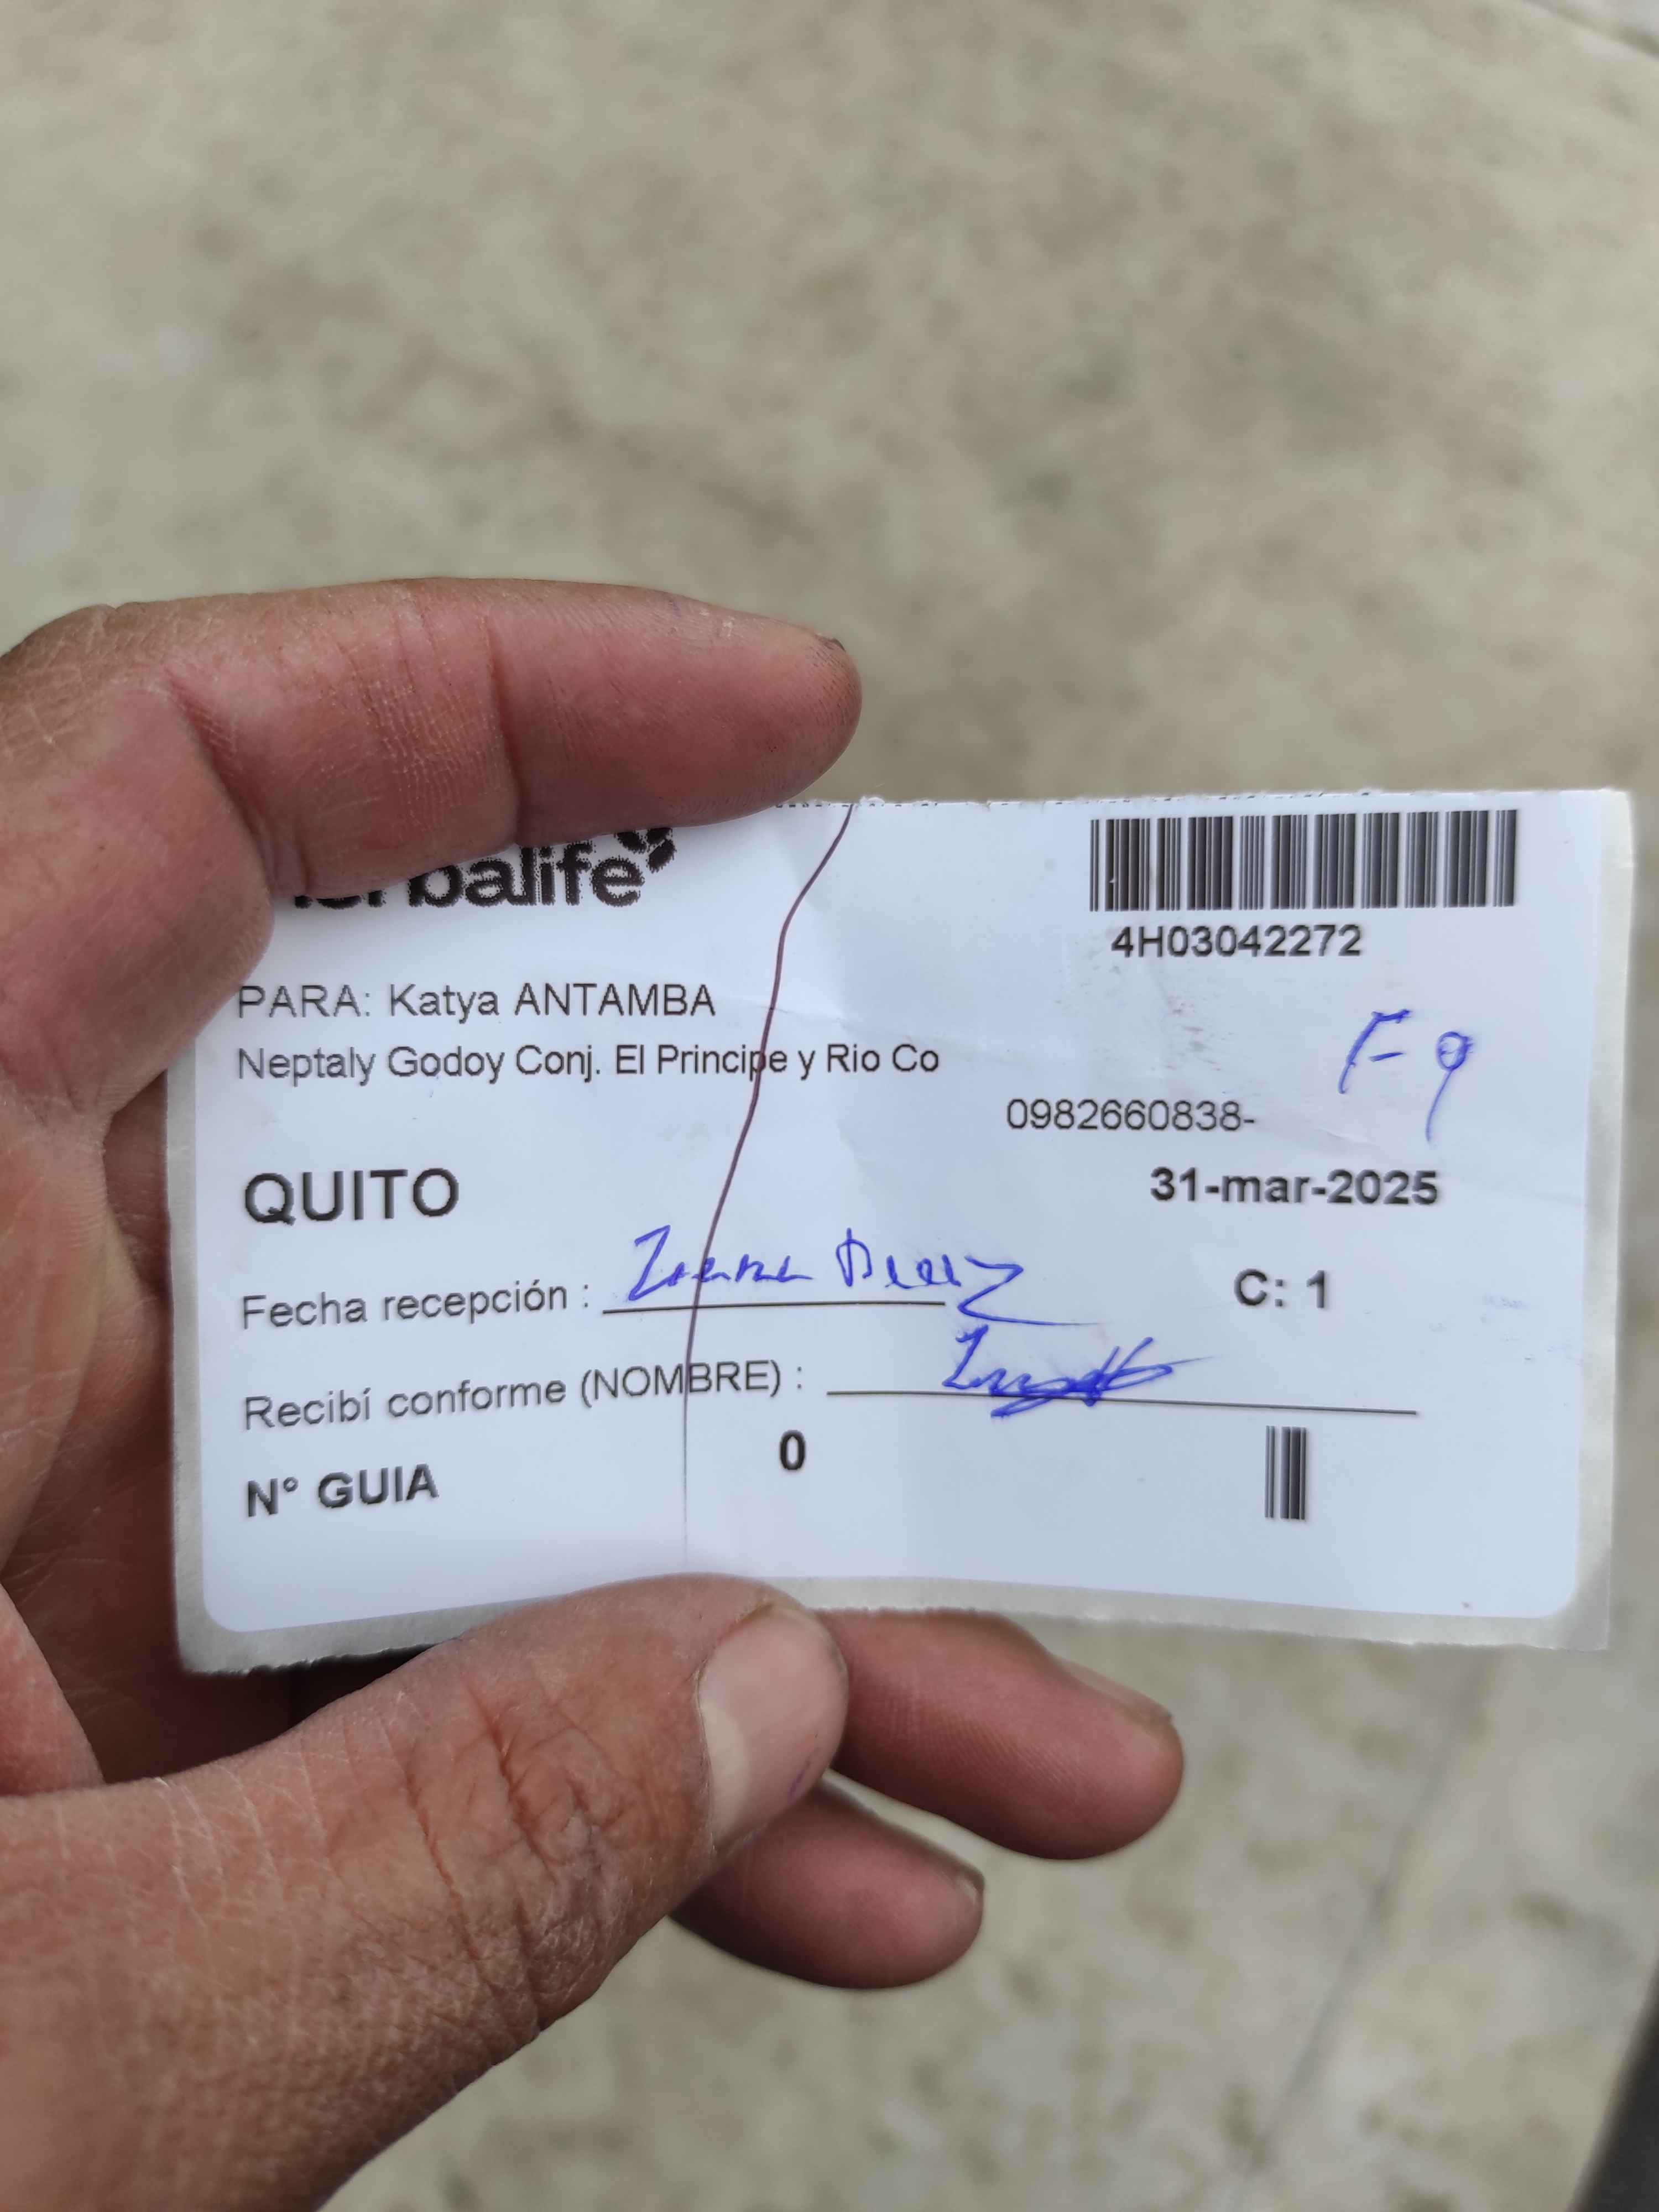 herbalife
4H03042272
PARA: Katya ANTAMBA
F 9
Neptaly Godoy Conj. El Principe y Rio Co
0982660838-
QUITO
31-mar-2025
Fecha recepción :
C: 1
Recibí conforme (NOMBRE) :
N° GUIA 0